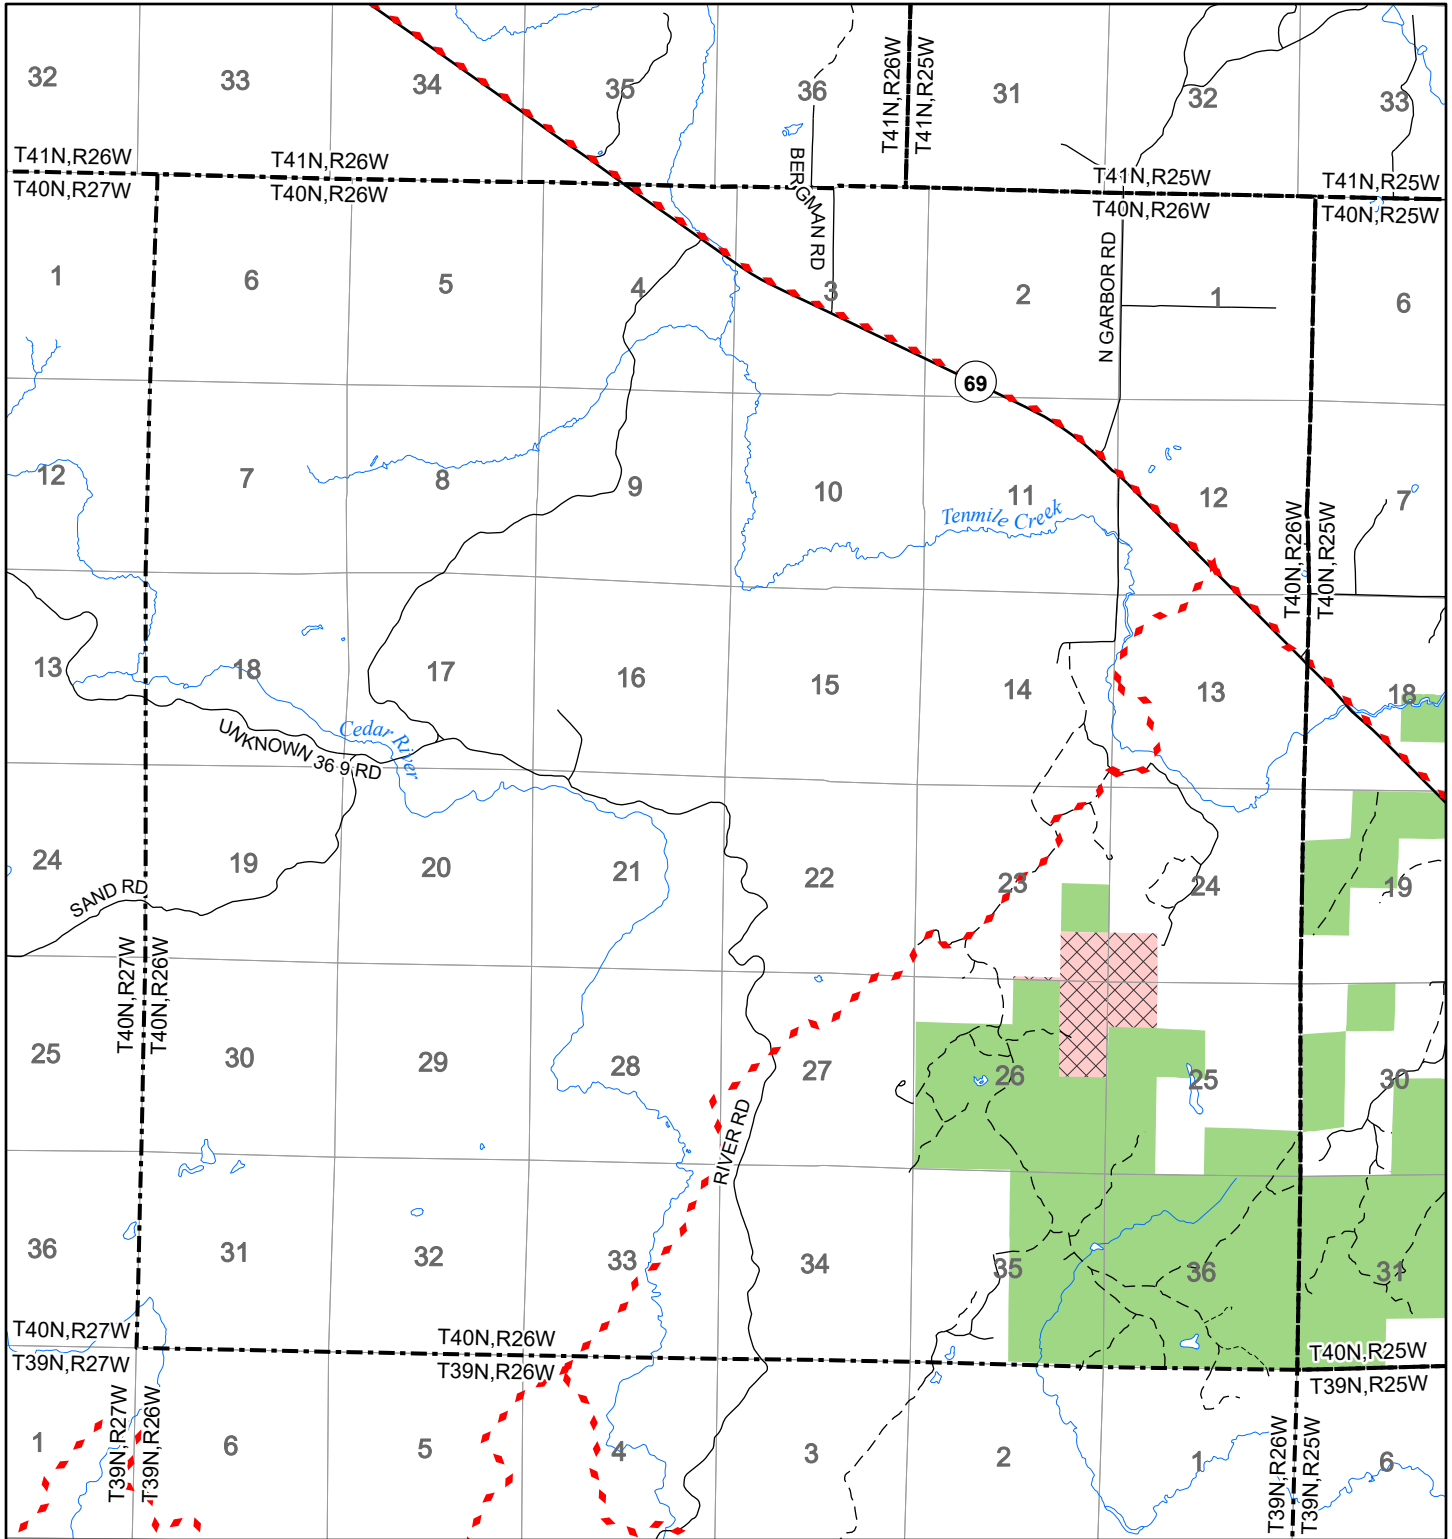 32
33
34
35
36
T41N,R26W
T41N,R25W
31
32
33
T41N,R26W
T40N,R27W
T41N,R26W
T40N,R26W
BERGMAN RD
T41N,R25W
T40N,R26W
T41N,R25W
T40N,R25W
1
6
5
4
3
2
N GARBOR RD
1
6
69
12
7
8
9
10
11
Tenmile Creek
12
T40N,R26W
T40N,R25W
7
13
18
17
16
15
14
13
18
Cedar River
UNKNOWN 36 9 RD
24
SAND RD
19
20
21
22
23
24
19
T40N,R27W
T40N,R26W
25
30
29
28
27
26
25
30
RIVER RD
36
31
32
33
34
35
36
31
T40N,R27W
T39N,R27W
T40N,R26W
T39N,R26W
T40N,R25W
T39N,R25W
1
T39N,R27W
T39N,R26W
6
5
4
3
2
1
T39N,R26W
T39N,R25W
6